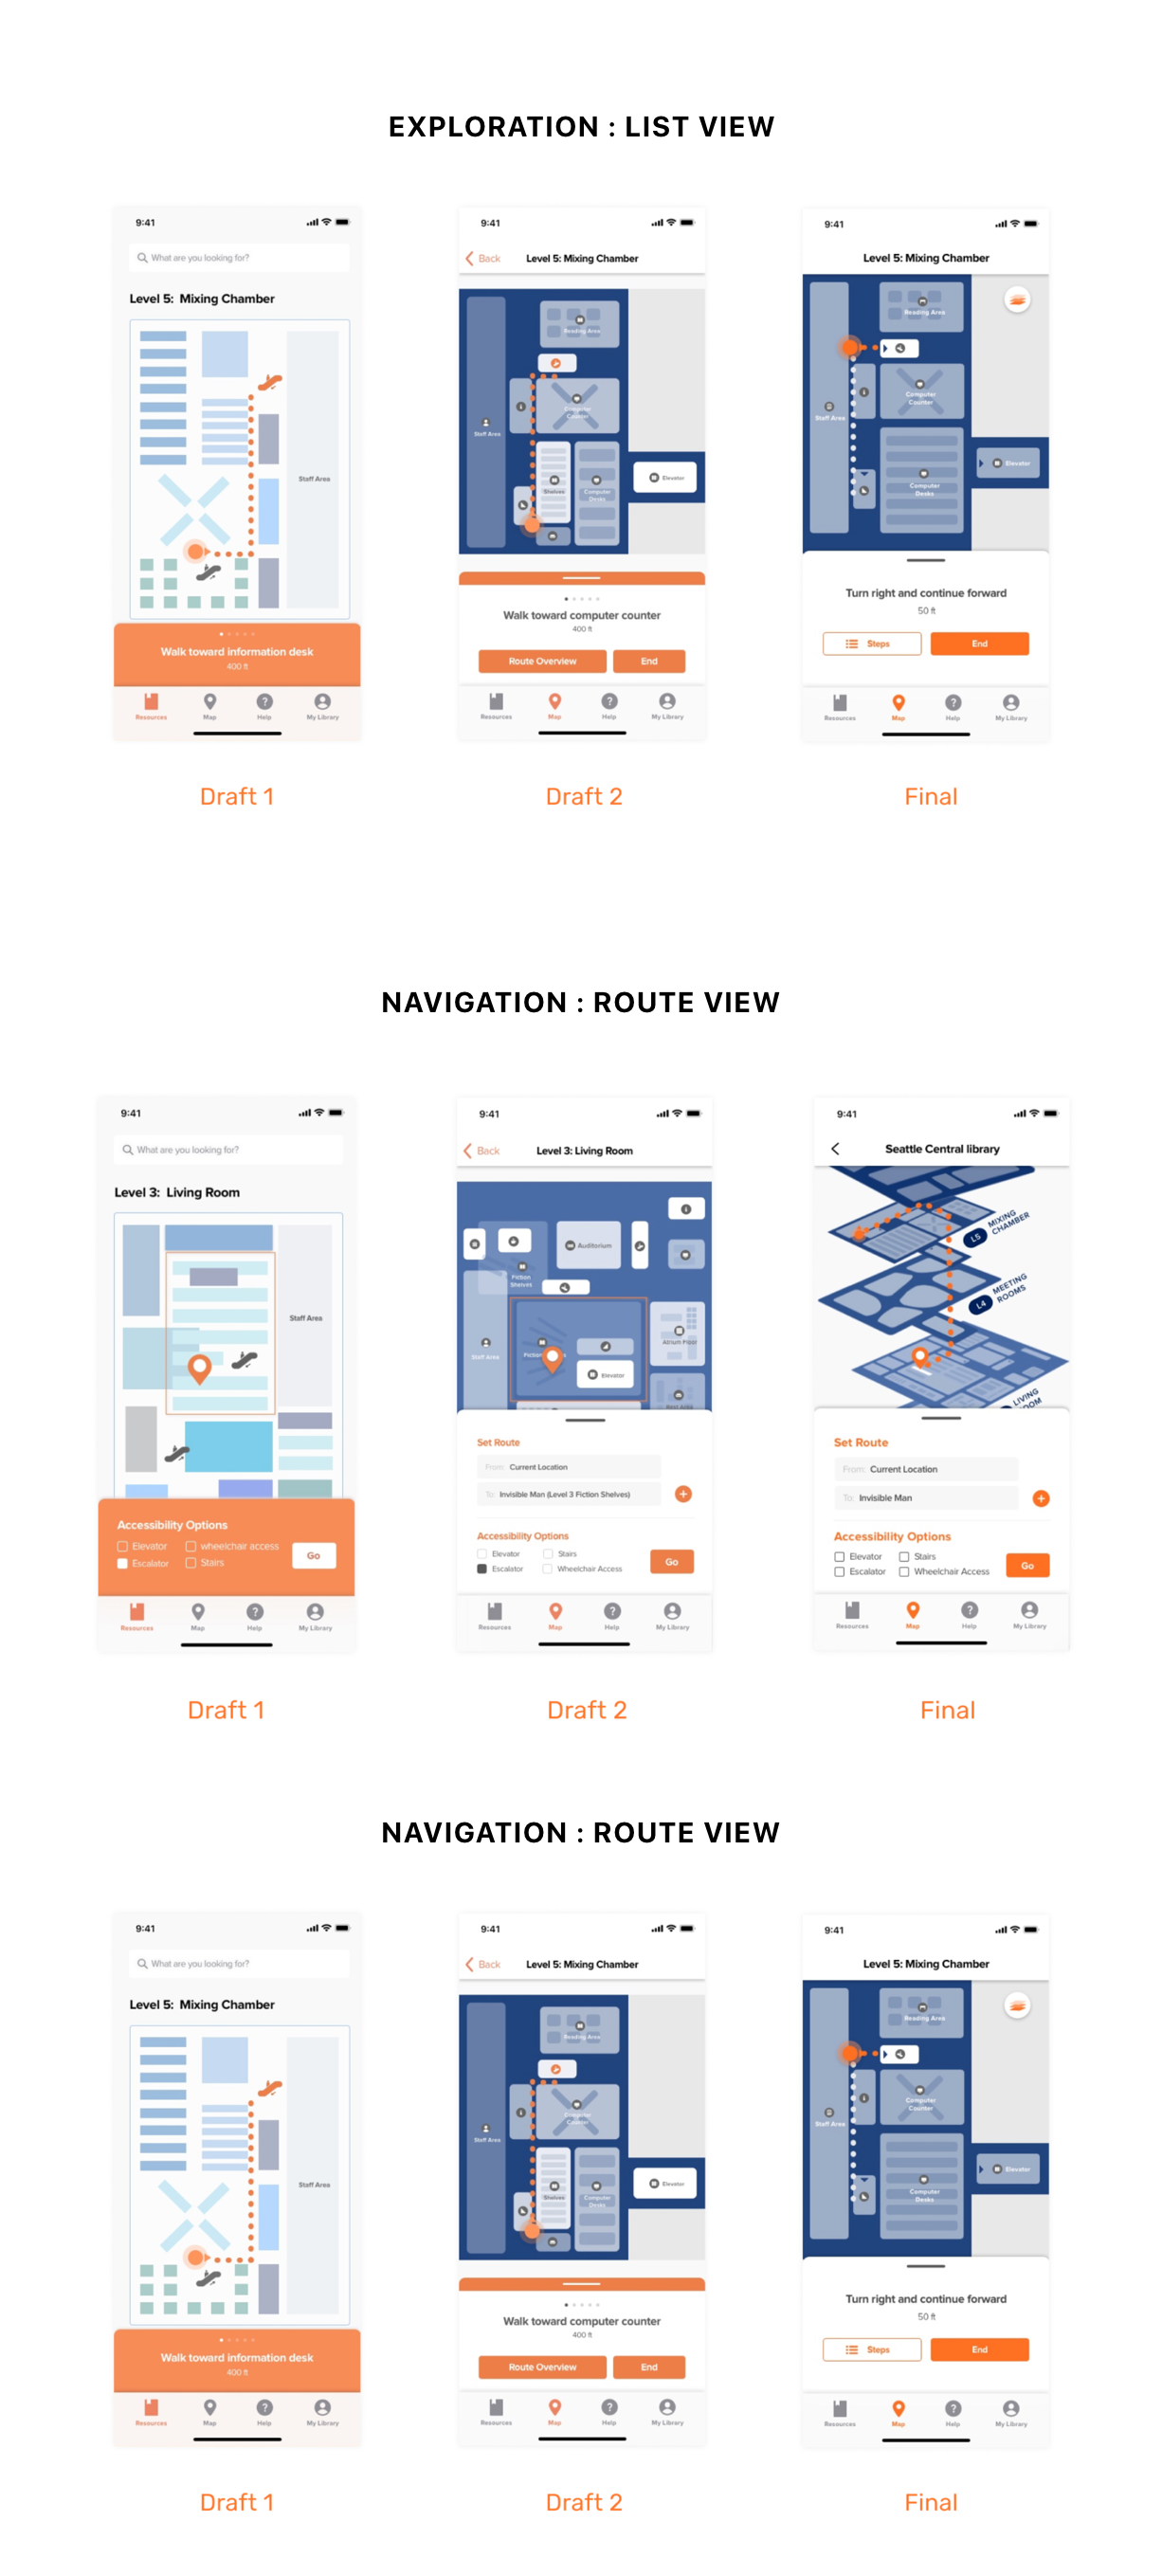 EXPLORATION : LIST VIEW
9:41
What are you looking for?
Level 5: Mixing Chamber
Staff Area
Walk toward information desk
400 ft
Resources Map Help My Library
Draft 1
9:41
Back Level 5: Mixing Chamber
Reading Area
Computer
Counter
Staff Area
Shelves
Computer
Desks
Elevator
Walk toward computer counter
400 ft
Route Overview End
Resources Map Help My Library
Draft 2
9:41
Level 5: Mixing Chamber
Reading Area
Computer
Counter
Staff Area
Elevator
Computer
Desks
Turn right and continue forward
50 ft
Steps End
Resources Map Help My Library
Final
NAVIGATION : ROUTE VIEW
9:41
What are you looking for?
Level 3: Living Room
Staff Area
Accessibility Options
Elevator wheelchair access
Escalator Stairs
Go
Resources Map Help My Library
Draft 1
9:41
Back Level 3: Living Room
Auditorium
Fiction
Shelves
Staff Area
Atrium Floor
Fiction
Elevator
Set Route
From: Current Location
To: Invisible Man (Level 3 Fiction Shelves)
Accessibility Options
Elevator Stairs
Escalator Wheelchair Access
Go
Resources Map Help My Library
Draft 2
9:41
Seattle Central library
L5 MIXING
CHAMBER
L4 MEETING
ROOMS
LIVING
Set Route
From: Current Location
To: Invisible Man
Accessibility Options
Elevator Stairs
Escalator Wheelchair Access
Go
Resources Map Help My Library
Final
NAVIGATION : ROUTE VIEW
9:41
What are you looking for?
Level 5: Mixing Chamber
Staff Area
Walk toward information desk
400 ft
Resources Map Help My Library
Draft 1
9:41
Back Level 5: Mixing Chamber
Reading Area
Computer
Counter
Staff Area
Shelves
Computer
Desks
Elevator
Walk toward computer counter
400 ft
Route Overview End
Resources Map Help My Library
Draft 2
9:41
Level 5: Mixing Chamber
Reading Area
Computer
Counter
Staff Area
Elevator
Computer
Desks
Turn right and continue forward
50 ft
Steps End
Resources Map Help My Library
Final